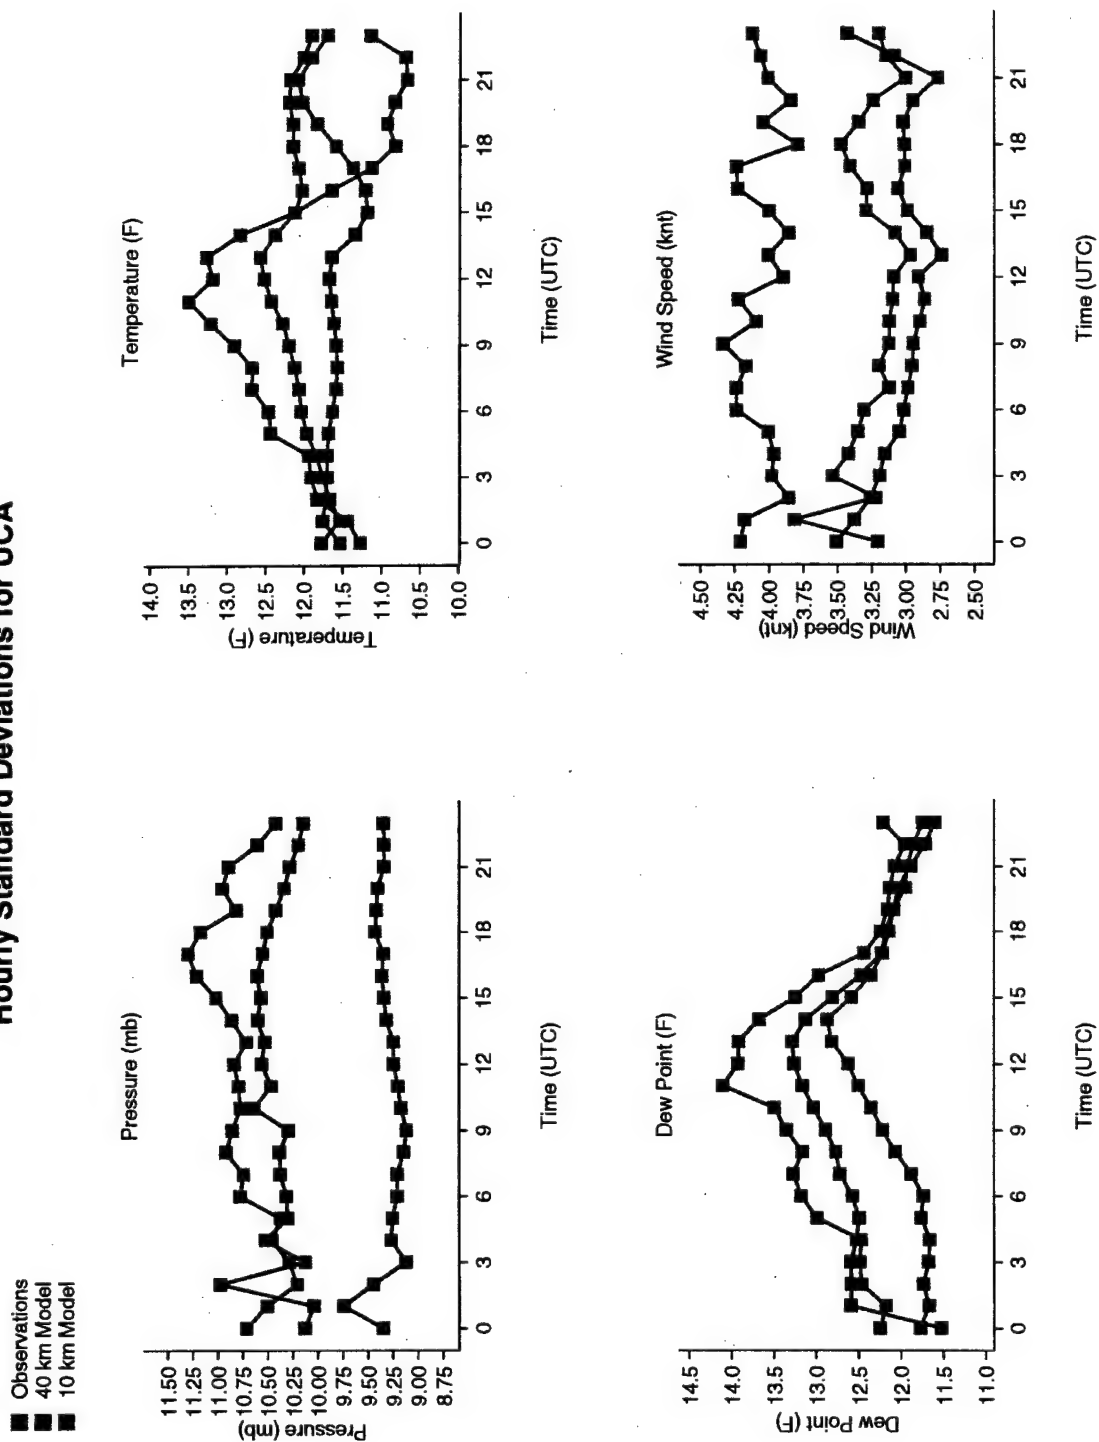 Hourly Standard Deviations for UCA
Observations
40 km Model
10 km Model
Pressure (mb)
Pressure (mb)
11.50
11.25
11.00
10.75
10.50
10.25
10.00
9.75
9.50
9.25
9.00
8.75
0 3 6 9 12 15 18 21
Time (UTC)
Temperature (F)
Temperature (F)
14.0
13.5
13.0
12.5
12.0
11.5
11.0
10.5
10.0
0 3 6 9 12 15 18 21
Time (UTC)
Dew Point (F)
Dew Point (F)
14.5
14.0
13.5
13.0
12.5
12.0
11.5
11.0
0 3 6 9 12 15 18 21
Time (UTC)
Wind Speed (knt)
Wind Speed (knt)
4.50
4.25
4.00
3.75
3.50
3.25
3.00
2.75
2.50
0 3 6 9 12 15 18 21
Time (UTC)